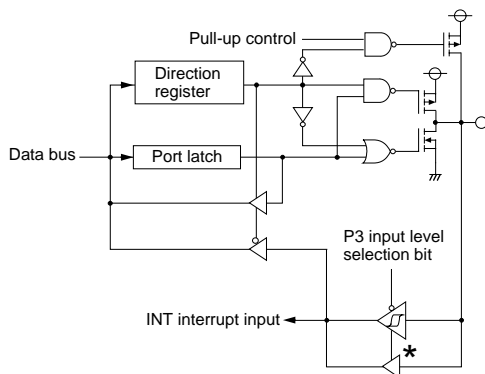 Pull-up control
Direction
register
Data bus
Port latch
P3 input level
selection bit
INT interrupt input
*